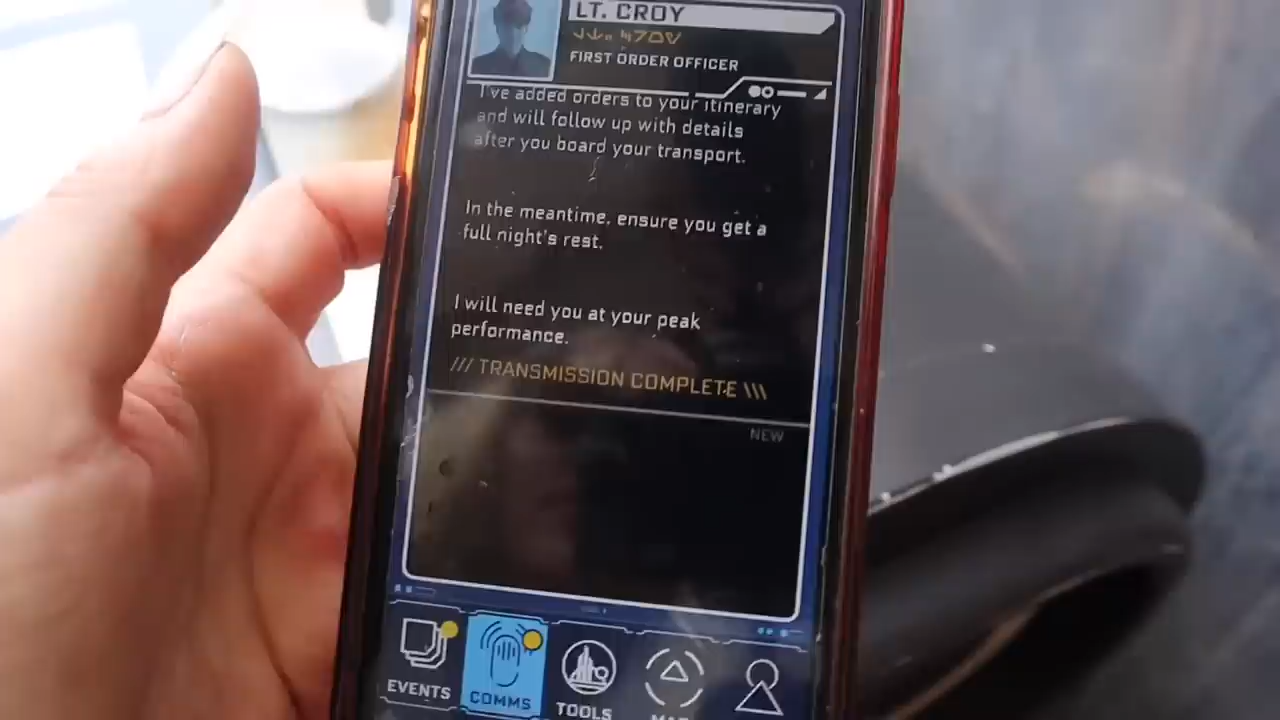 LT. CROY
FIRST ORDER OFFICER
I've added orders to your itinerary
and will follow up with details
after you board your transport.
In the meantime, ensure you get a
full night's rest.
I will need you at your peak
performance.
/// TRANSMISSION COMPLETE \\\
NEW
EVENTS
COMMS
TOOLS